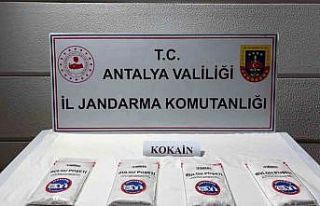 T.C.
ANTALYA VALİLİĞİ
İL JANDARMA KOMUTANLIĞI
KOKAİN